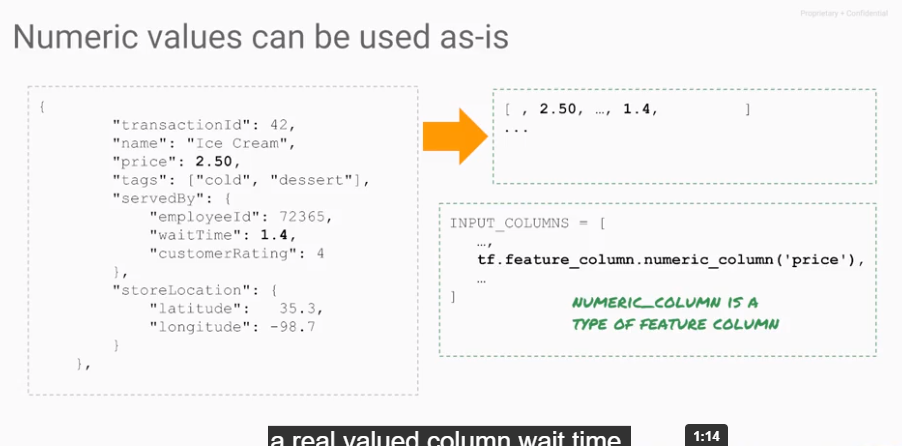 Proprietary + Confidential
Numeric values can be used as-is
{
"transactionId": 42,
"name": "Ice Cream",
"price": 2.50,
"tags": ["cold", "dessert"],
"servedBy": {
"employeeId": 72365,
"waitTime": 1.4,
"customerRating": 4
},
"storeLocation": {
"latitude": 35.3,
"longitude": -98.7
}
},
[ , 2.50, …, 1.4, ]
...
INPUT_COLUMNS = [
…,
tf.feature_column.numeric_column('price'),
…
]
NUMERIC_COLUMN IS A
TYPE OF FEATURE COLUMN
a real valued column wait time
1:14